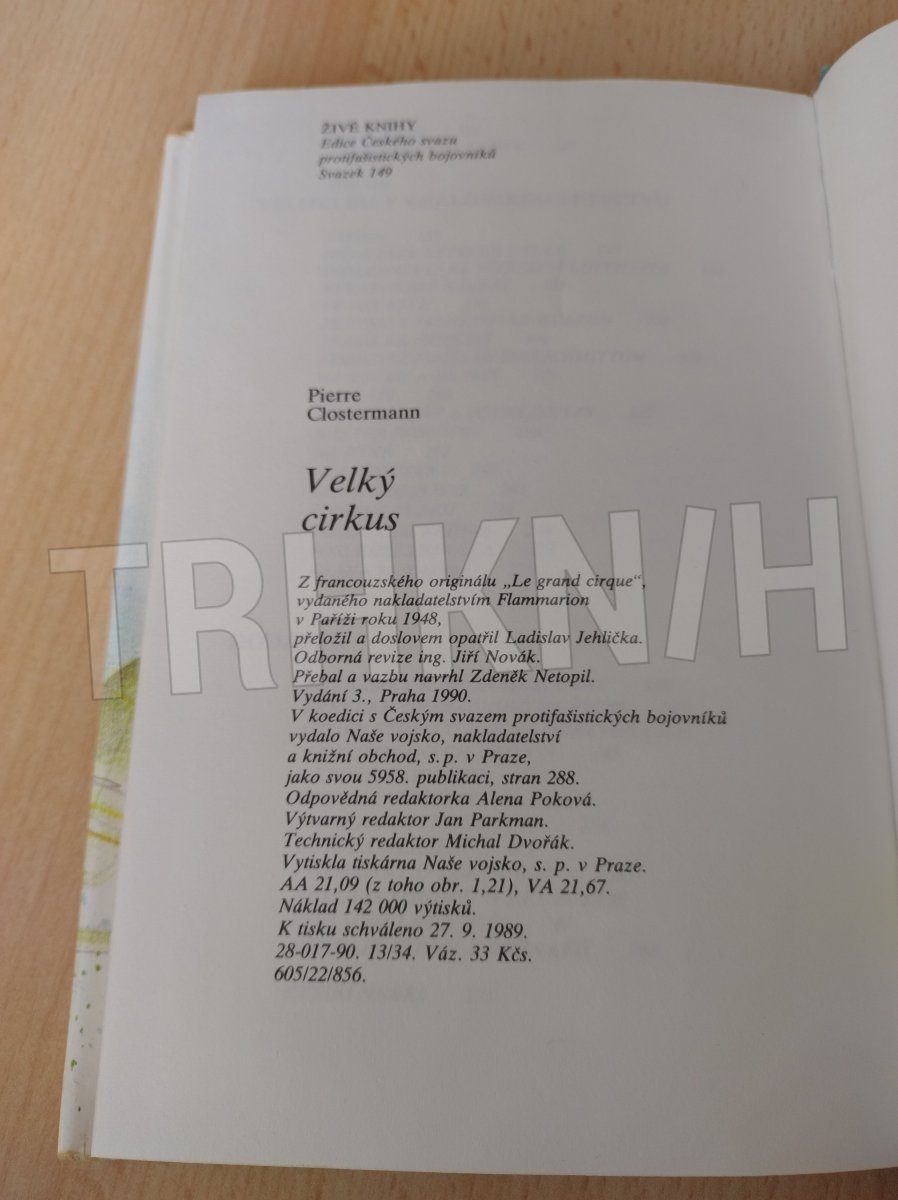 ŽIVÉ KNIHY
Edice Českého svazu
protifašistických bojovníků
Svazek 149
Pierre
Clostermann
Velký
cirkus
TRHKNIH
Z francouzského originálu „Le grand cirque“,
vydaného nakladatelstvím Flammarion
v Paříži roku 1948,
přeložil a doslovem opatřil Ladislav Jehlička.
Odborná revize ing. Jiří Novák.
Přebal a vazbu navrhl Zdeněk Netopil.
Vydání 3., Praha 1990.
V koedici s Českým svazem protifašistických bojovníků
vydalo Naše vojsko, nakladatelství
a knižní obchod, s. p. v Praze,
jako svou 5958. publikaci, stran 288.
Odpovědná redaktorka Alena Poková.
Výtvarný redaktor Jan Parkman.
Technický redaktor Michal Dvořák.
Vytiskla tiskárna Naše vojsko, s. p. v Praze.
AA 21,09 (z toho obr. 1,21), VA 21,67.
Náklad 142 000 výtisků.
K tisku schváleno 27. 9. 1989.
28-017-90. 13/34. Váz. 33 Kčs.
605/22/856.